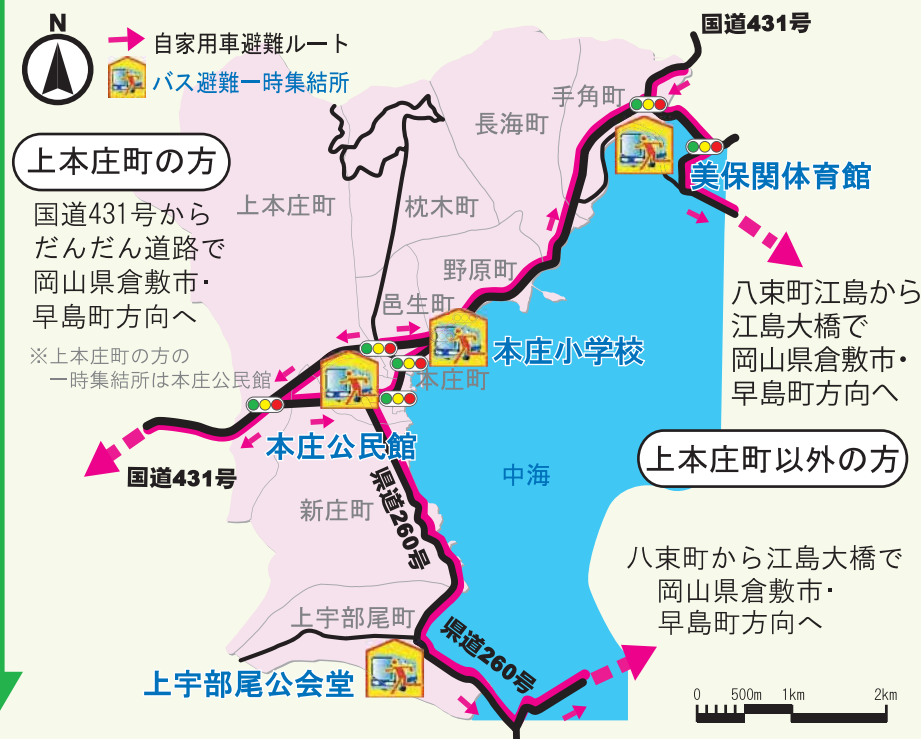 N
自家用車避難ルート
バス避難一時集結所
国道431号
上本庄町の方
国道431号から
だんだん道路で
岡山県倉敷市・
早島町方向へ
※上本庄町の方の
一時集結所は本庄公民館
手角町
長海町
美保関体育館
上本庄町
枕木町
野原町
邑生町
八束町江島から
江島大橋で
岡山県倉敷市・
早島町方向へ
本庄小学校
本庄町
本庄公民館
国道431号
上本庄町以外の方
中海
県道260号
新庄町
八束町から江島大橋で
岡山県倉敷市・
早島町方向へ
上宇部尾町
県道260号
上宇部尾公会堂
0 500m 1km 2km